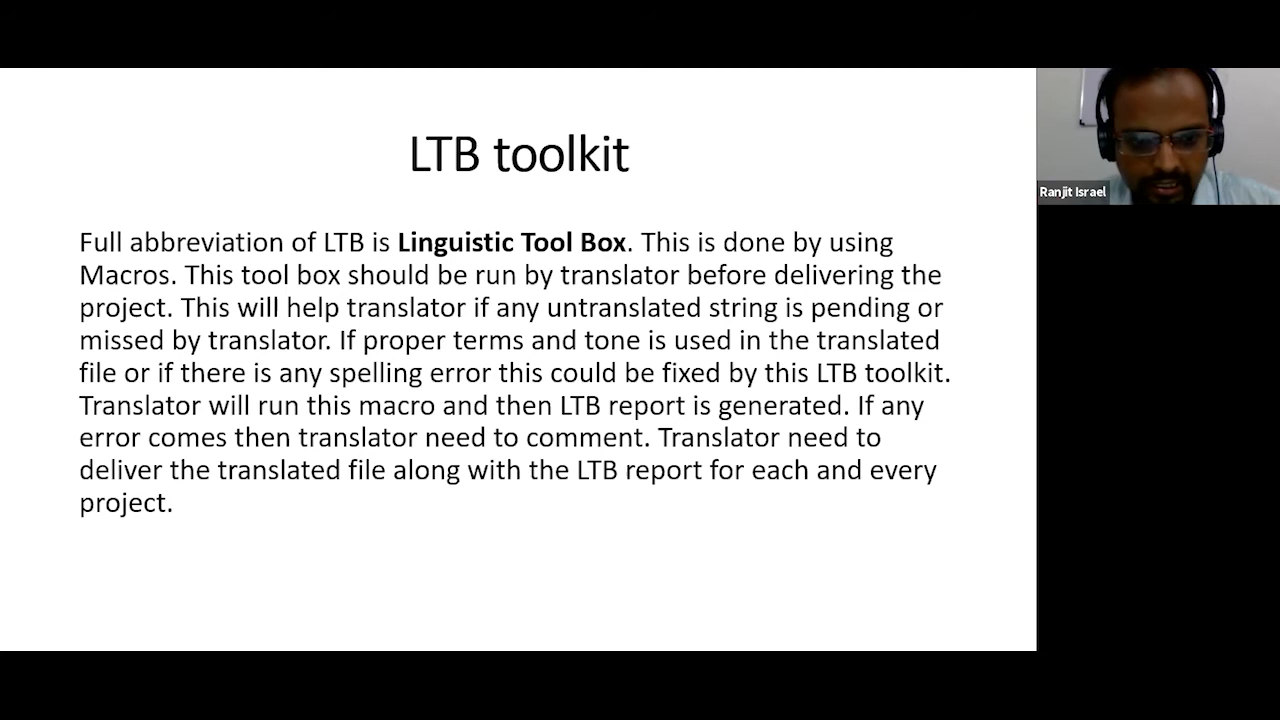 LTB toolkit
Full abbreviation of LTB is Linguistic Tool Box. This is done by using
Macros. This tool box should be run by translator before delivering the
project. This will help translator if any untranslated string is pending or
missed by translator. If proper terms and tone is used in the translated
file or if there is any spelling error this could be fixed by this LTB toolkit.
Translator will run this macro and then LTB report is generated. If any
error comes then translator need to comment. Translator need to
deliver the translated file along with the LTB report for each and every
project.
Ranjit Israel